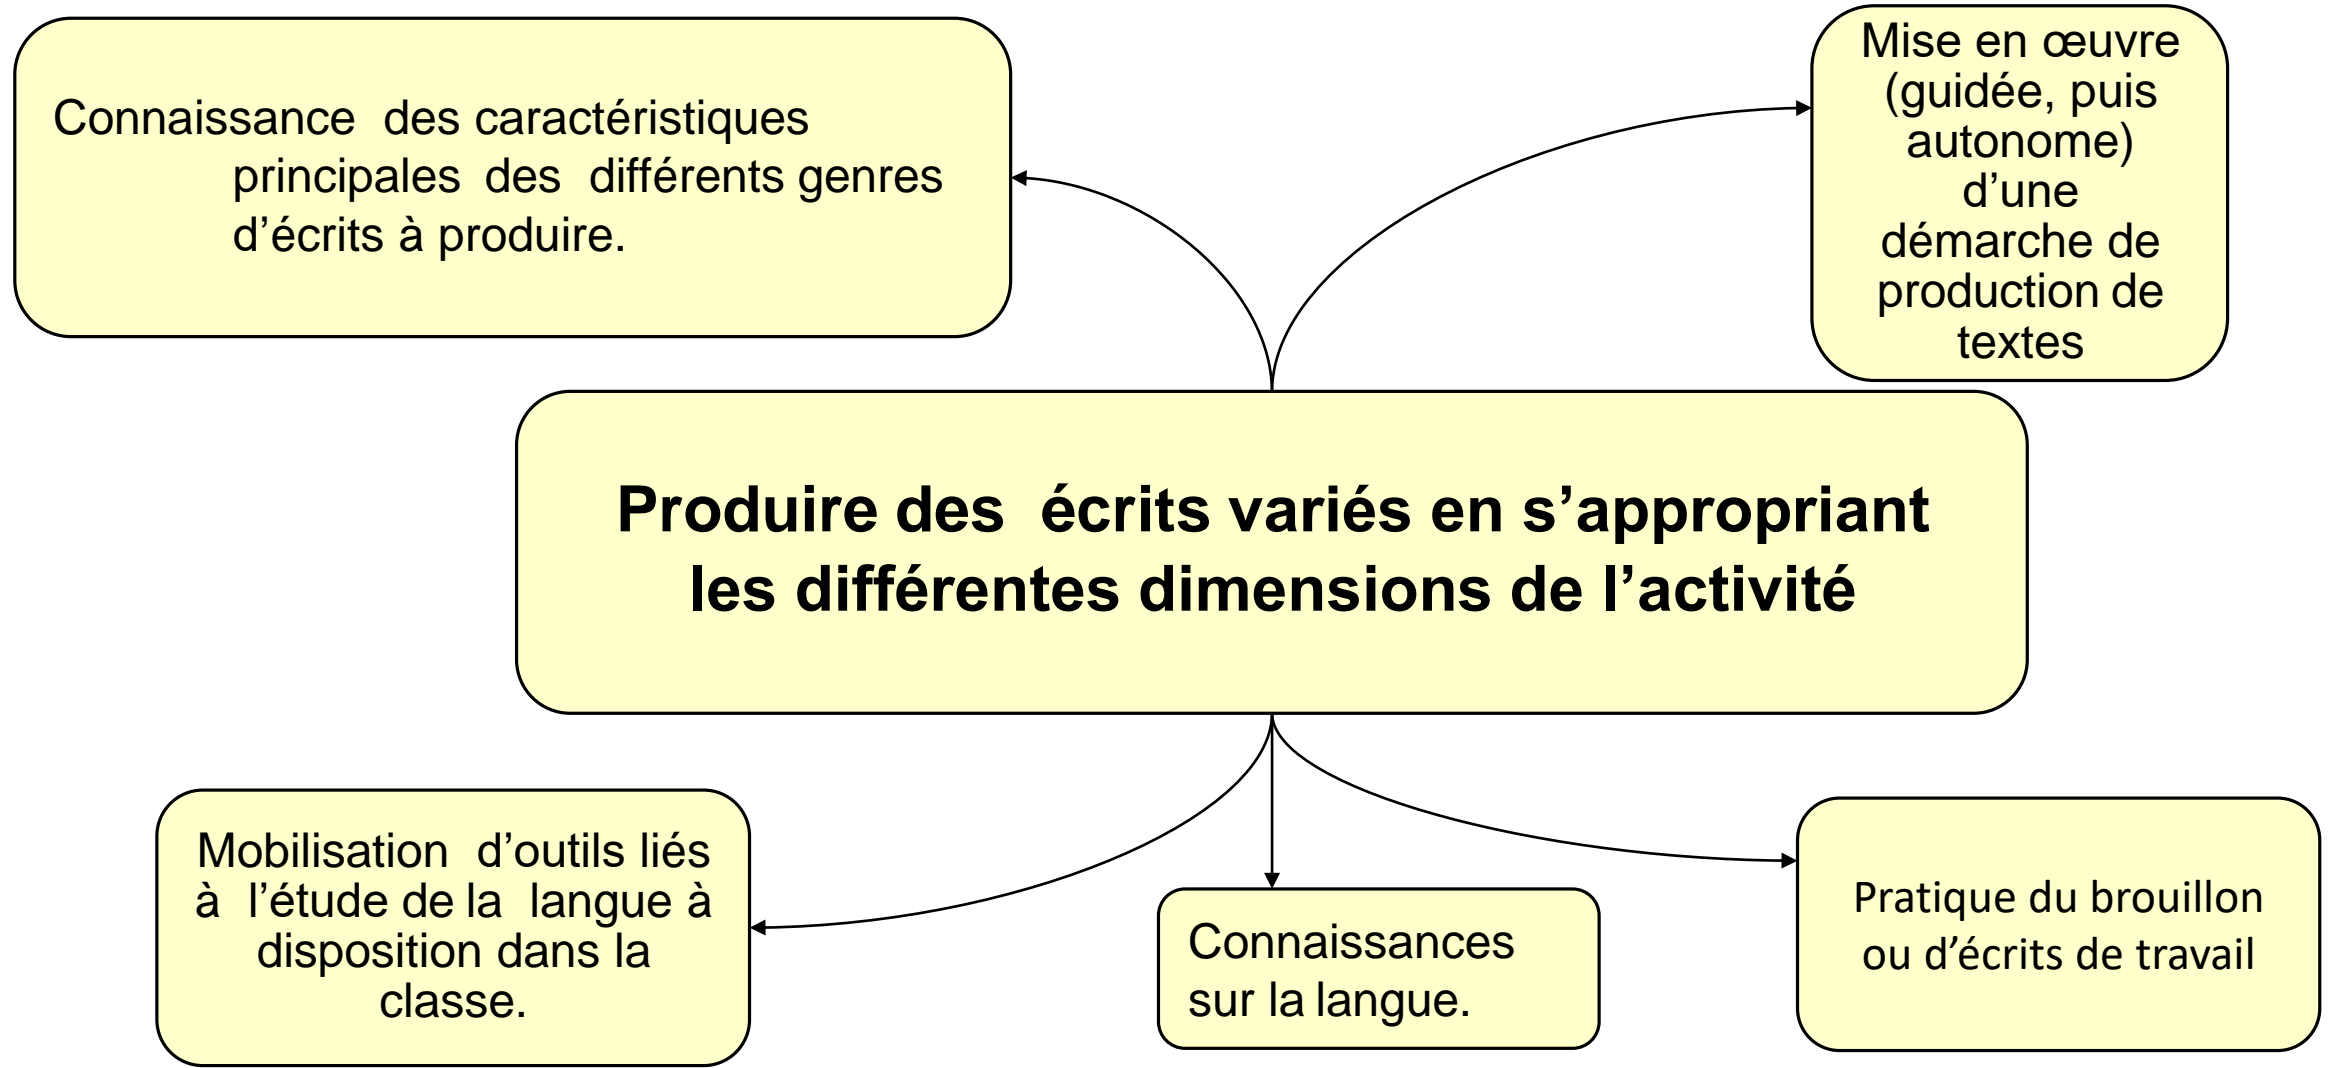 Connaissance des caractéristiques
principales des différents genres
d’écrits à produire.
Mise en œuvre
(guidée, puis
autonome)
d’une
démarche de
production de
textes
Produire des écrits variés en s’appropriant
les différentes dimensions de l’activité
Mobilisation d’outils liés
à l’étude de la langue à
disposition dans la
classe.
Connaissances
sur la langue.
Pratique du brouillon
ou d’écrits de travail